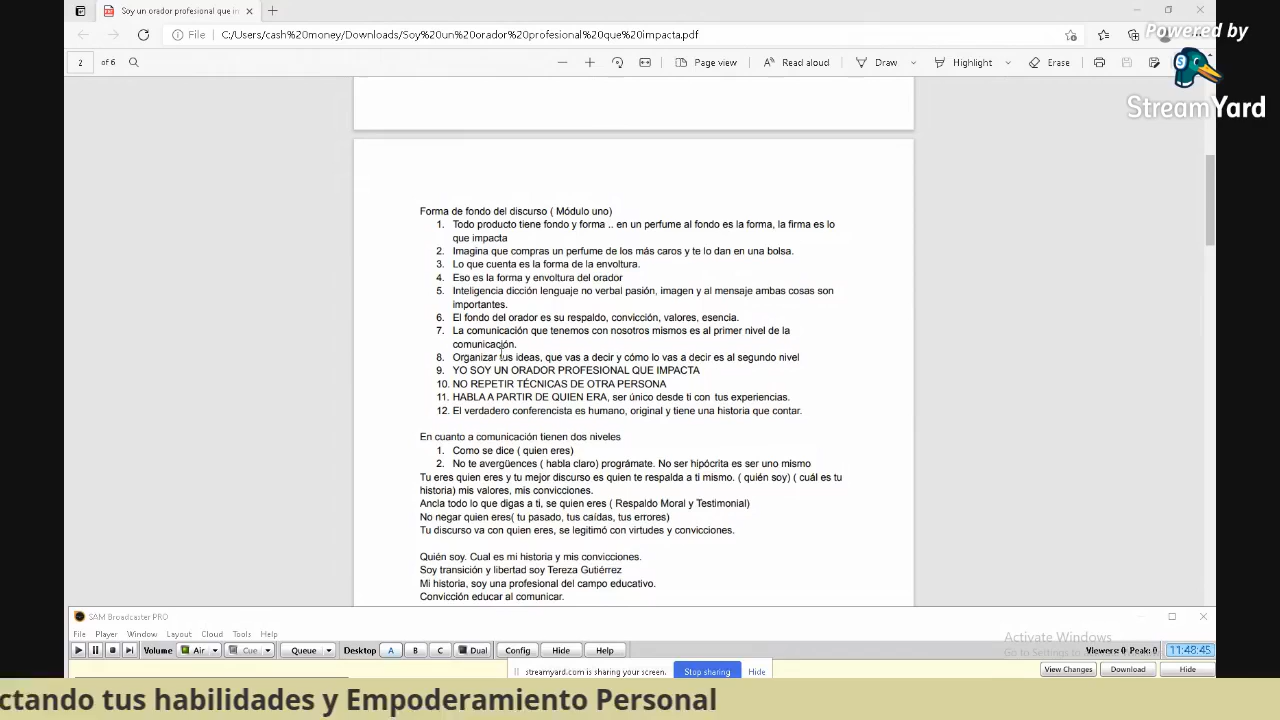 Soy un orador profesional que im
Powered by
StreamYard
File C:/Users/cash%20money/Downloads/Soy%20un%20orador%20profesional%20que%20impacta.pdf
2 of 6 Page view Read aloud Draw Highlight Erase
Forma de fondo del discurso ( Módulo uno)
1. Todo producto tiene fondo y forma .. en un perfume al fondo es la forma, la firma es lo
que impacta
2. Imagina que compras un perfume de los más caros y te lo dan en una bolsa.
3. Lo que cuenta es la forma de la envoltura.
4. Eso es la forma y envoltura del orador
5. Inteligencia dicción lenguaje no verbal pasión, imagen y al mensaje ambas cosas son
importantes.
6. El fondo del orador es su respaldo, convicción, valores, esencia.
7. La comunicación que tenemos con nosotros mismos es al primer nivel de la
comunicación.
8. Organizar tus ideas, que vas a decir y cómo lo vas a decir es al segundo nivel
9. YO SOY UN ORADOR PROFESIONAL QUE IMPACTA
10. NO REPETIR TÉCNICAS DE OTRA PERSONA
11. HABLA A PARTIR DE QUIEN ERA, ser único desde ti con tus experiencias.
12. El verdadero conferencista es humano, original y tiene una historia que contar.
En cuanto a comunicación tienen dos niveles
1. Como se dice ( quien eres)
2. No te avergüences ( habla claro) prográmate. No ser hipócrita es ser uno mismo
Tu eres quien eres y tu mejor discurso es quien te respalda a ti mismo. ( quién soy) ( cuál es tu
historia) mis valores, mis convicciones.
Ancla todo lo que digas a ti, se quien eres ( Respaldo Moral y Testimonial)
No negar quien eres( tu pasado, tus caídas, tus errores)
Tu discurso va con quien eres, se legitimó con virtudes y convicciones.
Quién soy. Cual es mi historia y mis convicciones.
Soy transición y libertad soy Tereza Gutiérrez
Mi historia, soy una profesional del campo educativo.
Convicción educar al comunicar.
SAM Broadcaster PRO
File Player Window Layout Cloud Tools Help
Activate Windows
Go to Settings to
Volume Air Cue Queue Desktop A B C Dual Config Hide Help Viewers: 0 Peak: 0 11:48:45
streamyard.com is sharing your screen. Stop sharing Hide
View Changes Download Hide
ctando tus habilidades y Empoderamiento Personal